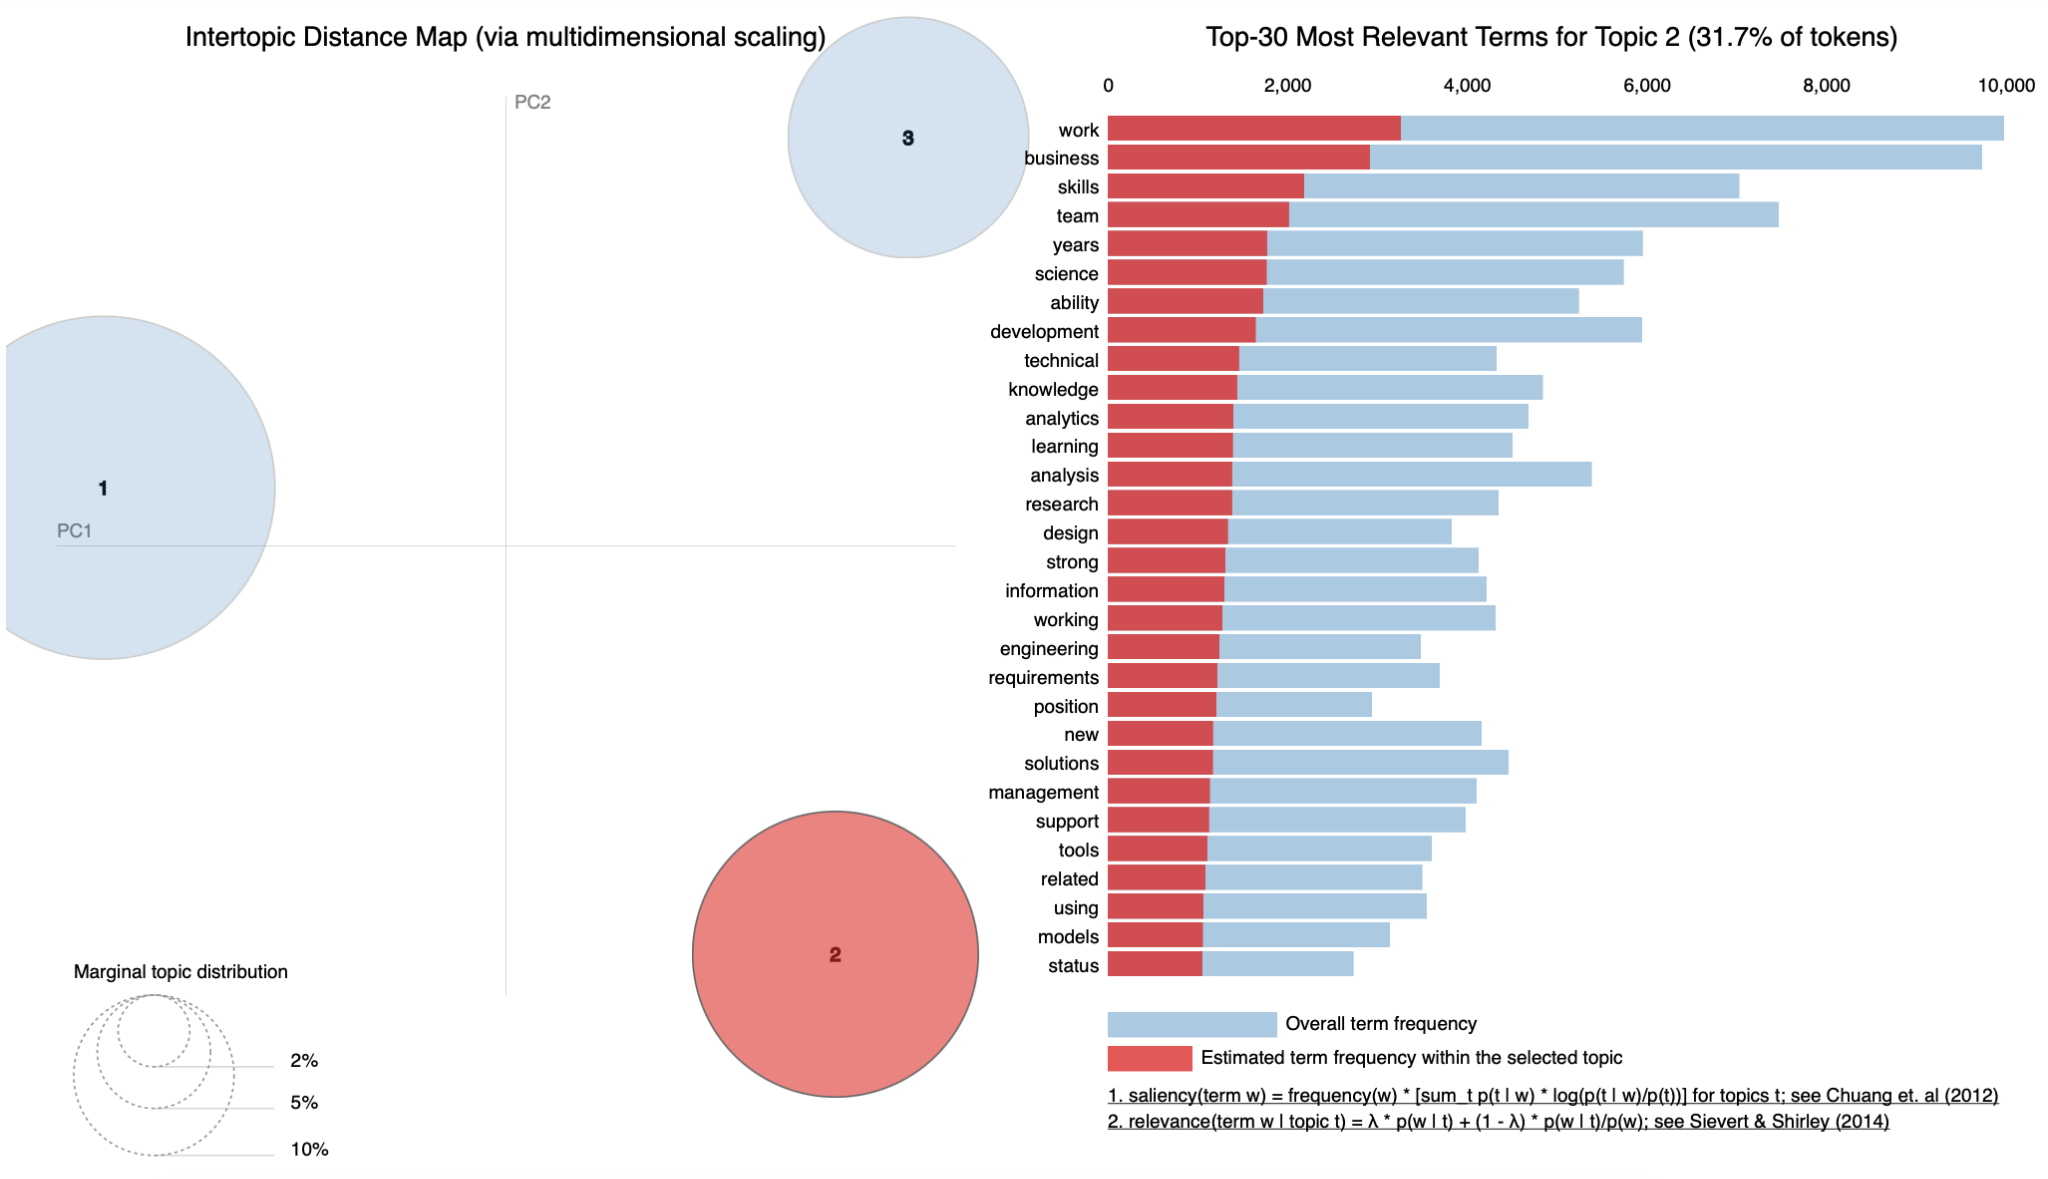 Intertopic Distance Map (via multidimensional scaling)
PC2
3
1
PC1
2
Marginal topic distribution
2%
5%
10%
Top-30 Most Relevant Terms for Topic 2 (31.7% of tokens)
0 2,000 4,000 6,000 8,000 10,000
work
business
skills
team
years
science
ability
development
technical
knowledge
analytics
learning
analysis
research
design
strong
information
working
engineering
requirements
position
new
solutions
management
support
tools
related
using
models
status
Overall term frequency
Estimated term frequency within the selected topic
1. saliency(term w) = frequency(w) * [sum_t p(t | w) * log(p(t | w)/p(t))] for topics t; see Chuang et. al (2012)
2. relevance(term w | topic t) = λ * p(w | t) + (1 - λ) * p(w | t)/p(w); see Sievert & Shirley (2014)